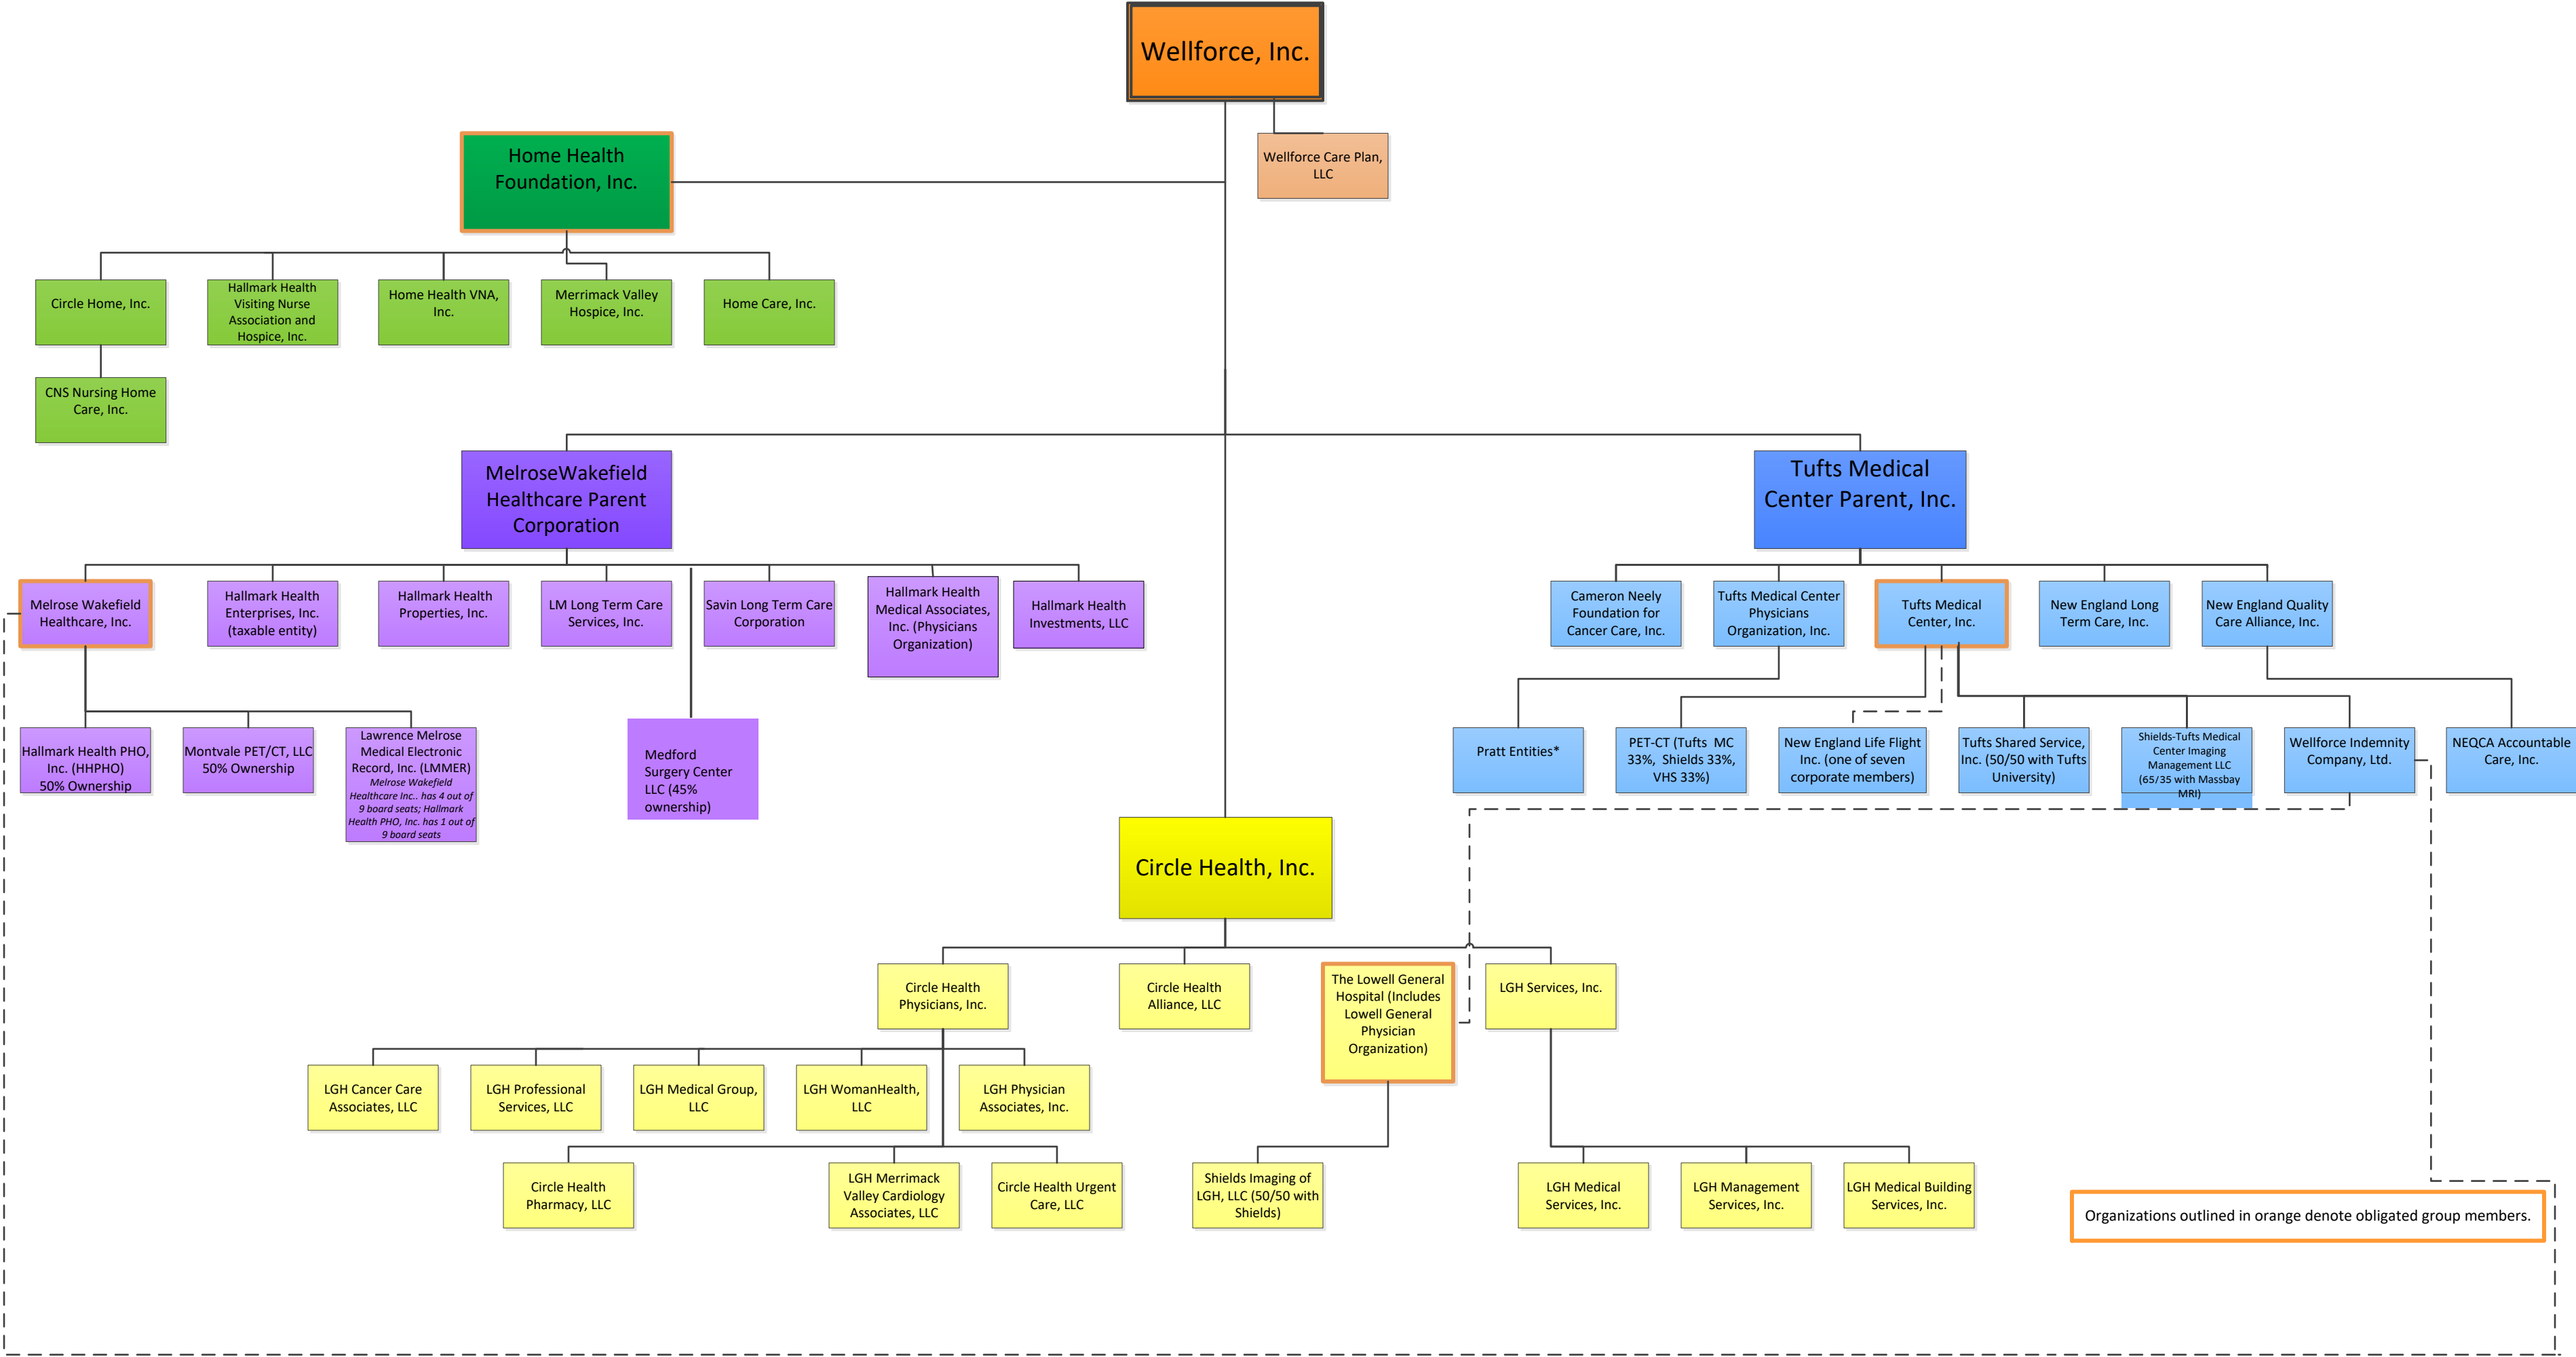 Wellforce, Inc.
Home Health
Foundation, Inc.
Wellforce Care Plan,
LLC
Circle Home, Inc.
Hallmark Health
Visiting Nurse
Association and
Hospice, Inc.
Home Health VNA,
Inc.
Merrimack Valley
Hospice, Inc.
Home Care, Inc.
CNS Nursing Home
Care, Inc.
MelroseWakefield
Healthcare Parent
Corporation
Tufts Medical
Center Parent, Inc.
Melrose Wakefield
Healthcare, Inc.
Hallmark Health
Enterprises, Inc.
(taxable entity)
Hallmark Health
Properties, Inc.
LM Long Term Care
Services, Inc.
Savin Long Term Care
Corporation
Hallmark Health
Medical Associates,
Inc. (Physicians
Organization)
Hallmark Health
Investments, LLC
Cameron Neely
Foundation for
Cancer Care, Inc.
Tufts Medical Center
Physicians
Organization, Inc.
Tufts Medical
Center, Inc.
New England Long
Term Care, Inc.
New England Quality
Care Alliance, Inc.
Hallmark Health PHO,
Inc. (HHPHO)
50% Ownership
Montvale PET/CT, LLC
50% Ownership
Lawrence Melrose
Medical Electronic
Record, Inc. (LMMER)
Melrose Wakefield
Healthcare Inc.. has 4 out of
9 board seats; Hallmark
Health PHO, Inc. has 1 out of
9 board seats
Medford
Surgery Center
LLC (45%
ownership)
Pratt Entities*
PET-CT (Tufts MC
33%, Shields 33%,
VHS 33%)
New England Life Flight
Inc. (one of seven
corporate members)
Tufts Shared Service,
Inc. (50/50 with Tufts
University)
Shields-Tufts Medical
Center Imaging
Management LLC
(65/35 with Massbay
MRI)
Wellforce Indemnity
Company, Ltd.
NEQCA Accountable
Care, Inc.
Circle Health, Inc.
Circle Health
Physicians, Inc.
Circle Health
Alliance, LLC
The Lowell General
Hospital (Includes
Lowell General
Physician
Organization)
LGH Services, Inc.
LGH Cancer Care
Associates, LLC
LGH Professional
Services, LLC
LGH Medical Group,
LLC
LGH WomanHealth,
LLC
LGH Physician
Associates, Inc.
Circle Health
Pharmacy, LLC
LGH Merrimack
Valley Cardiology
Associates, LLC
Circle Health Urgent
Care, LLC
Shields Imaging of
LGH, LLC (50/50 with
Shields)
LGH Medical
Services, Inc.
LGH Management
Services, Inc.
LGH Medical Building
Services, Inc.
Organizations outlined in orange denote obligated group members.